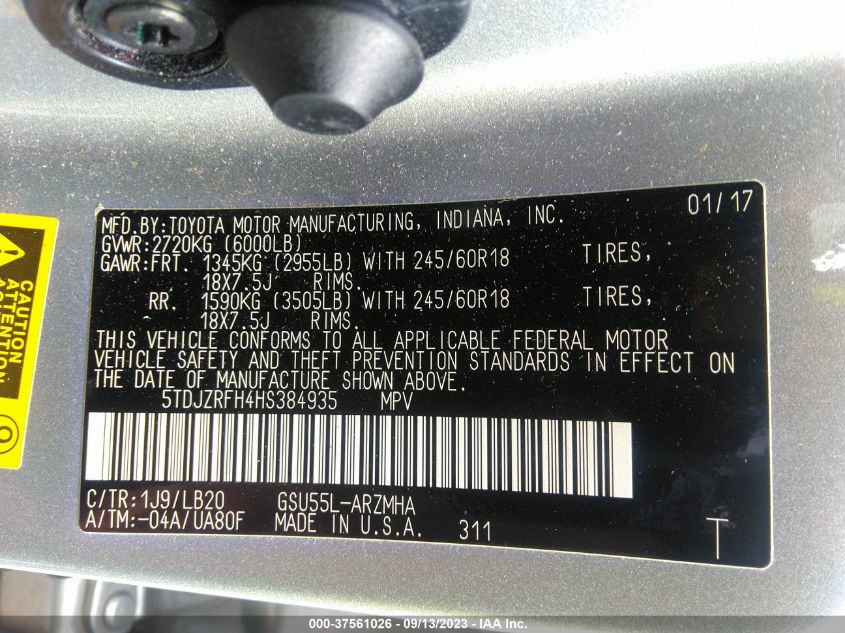 MFD.BY:TOYOTA MOTOR MANUFACTURING, INDIANA, INC. 01/17
GVWR:2720KG (6000LB)
GAWR:FRT. 1345KG (2955LB) WITH 245/60R18 TIRES,
18X7.5J RIMS.
RR. 1590KG (3505LB) WITH 245/60R18 TIRES,
18X7.5J RIMS.
THIS VEHICLE CONFORMS TO ALL APPLICABLE FEDERAL MOTOR
VEHICLE SAFETY AND THEFT PREVENTION STANDARDS IN EFFECT ON
THE DATE OF MANUFACTURE SHOWN ABOVE.
5TDJZRFH4HS384935 MPV
C/TR:1J9/LB20 GSU55L-ARZMHA
A/TM:-04A/UA80F MADE IN U.S.A. 311
T
CAUTION
ATTENTION
000-37561026 - 09/13/2023 - IAA Inc.